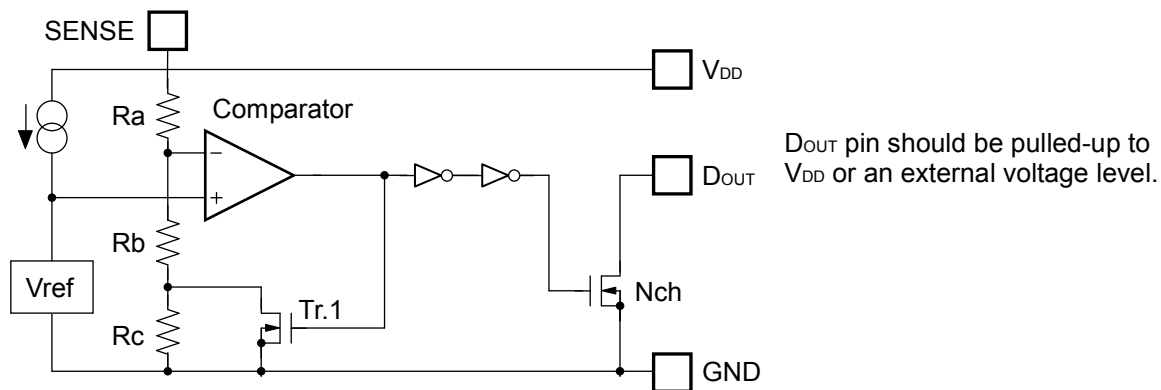 SENSE
VDD
Ra
Comparator
−
+
DOUT
DOUT pin should be pulled-up to
VDD or an external voltage level.
Rb
Vref
Tr.1
Nch
Rc
GND